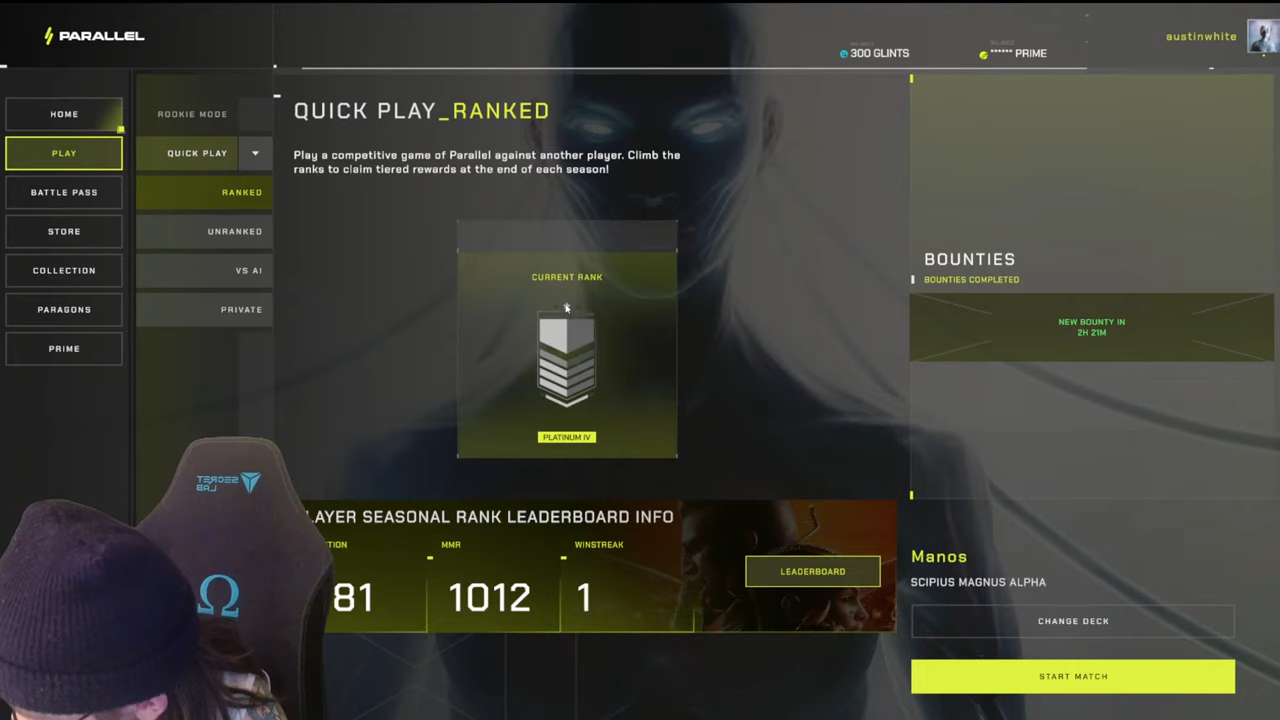 PARALLEL
300 GLINTS
****** PRIME
austinwhite
HOME
PLAY
BATTLE PASS
STORE
COLLECTION
PARAGONS
PRIME
ROOKIE MODE
QUICK PLAY
RANKED
UNRANKED
VS AI
PRIVATE
QUICK PLAY_RANKED
Play a competitive game of Parallel against another player. Climb the
ranks to claim tiered rewards at the end of each season!
CURRENT RANK
PLATINUM IV
LAYER SEASONAL RANK LEADERBOARD INFO
TION
81
MMR
1012
WINSTREAK
1
LEADERBOARD
BOUNTIES
BOUNTIES COMPLETED
NEW BOUNTY IN
2H 21M
Manos
SCIPIUS MAGNUS ALPHA
CHANGE DECK
START MATCH
SECRET
LAB
Ω